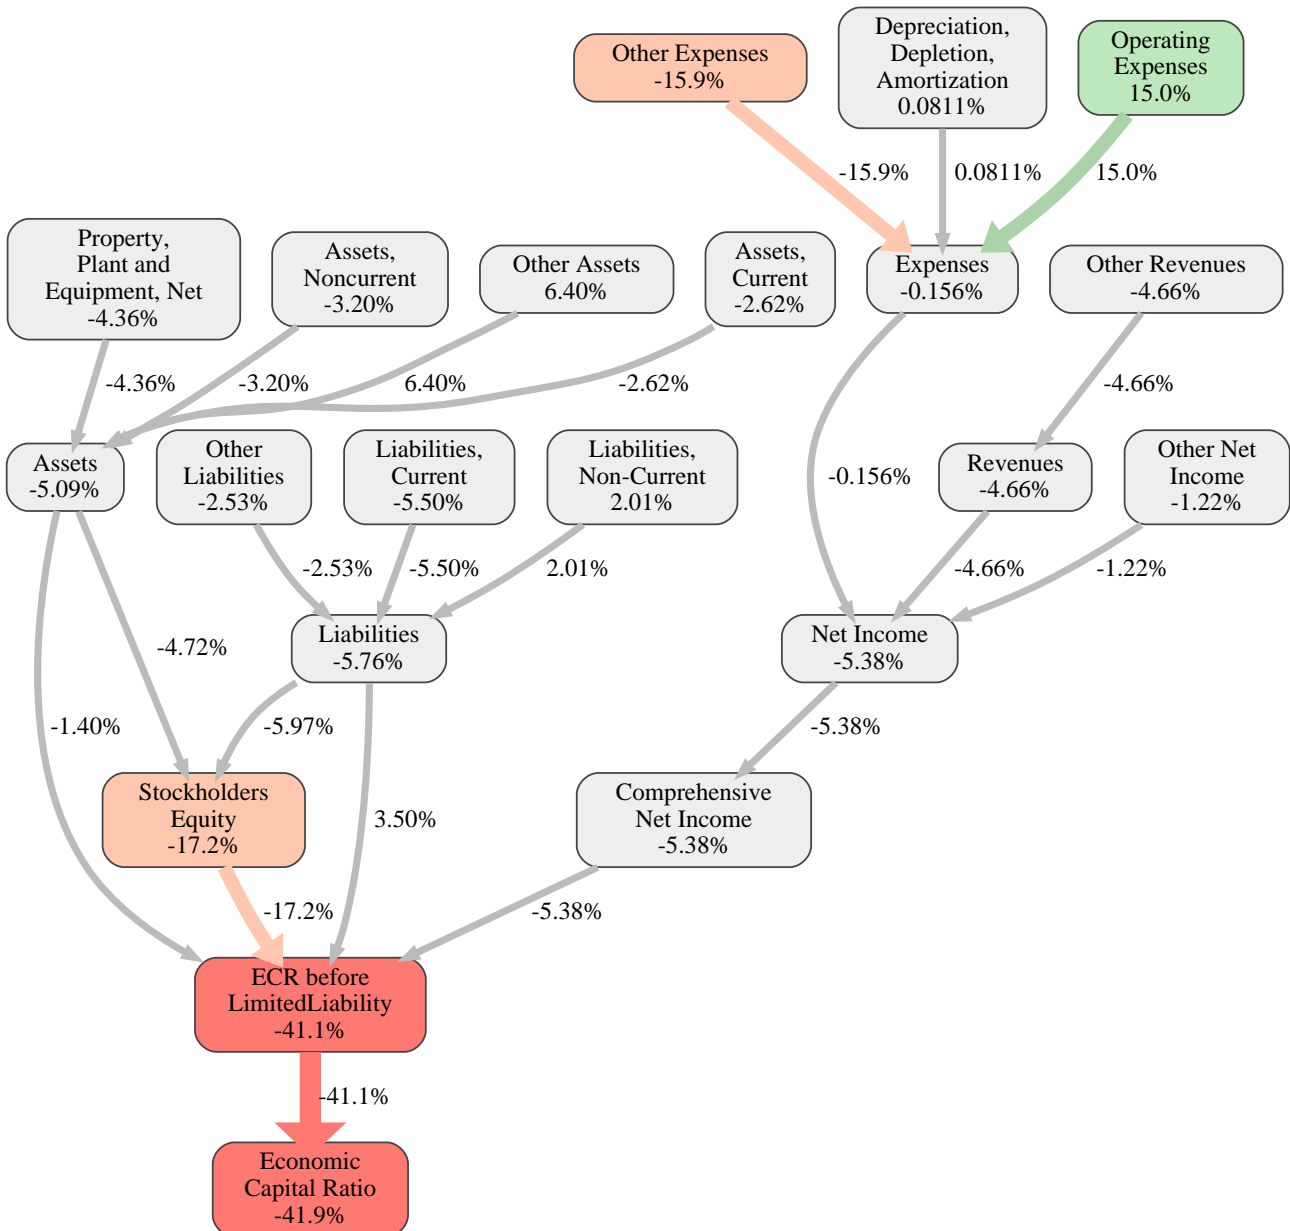 Other Expenses
-15.9%
Depreciation,
Depletion,
Amortization
0.0811%
Operating
Expenses
15.0%
-15.9%
0.0811%
15.0%
Property,
Plant and
Equipment, Net
-4.36%
Assets,
Noncurrent
-3.20%
Other Assets
6.40%
Assets,
Current
-2.62%
Expenses
-0.156%
Other Revenues
-4.66%
-4.36%
-3.20%
6.40%
-2.62%
-4.66%
Assets
-5.09%
Other
Liabilities
-2.53%
Liabilities,
Current
-5.50%
Liabilities,
Non-Current
2.01%
-0.156%
Revenues
-4.66%
Other Net
Income
-1.22%
-2.53%
-5.50%
2.01%
-4.66%
-1.22%
-4.72%
Liabilities
-5.76%
Net Income
-5.38%
-1.40%
-5.97%
-5.38%
Stockholders
Equity
-17.2%
3.50%
Comprehensive
Net Income
-5.38%
-17.2%
-5.38%
ECR before
LimitedLiability
-41.1%
-41.1%
Economic
Capital Ratio
-41.9%